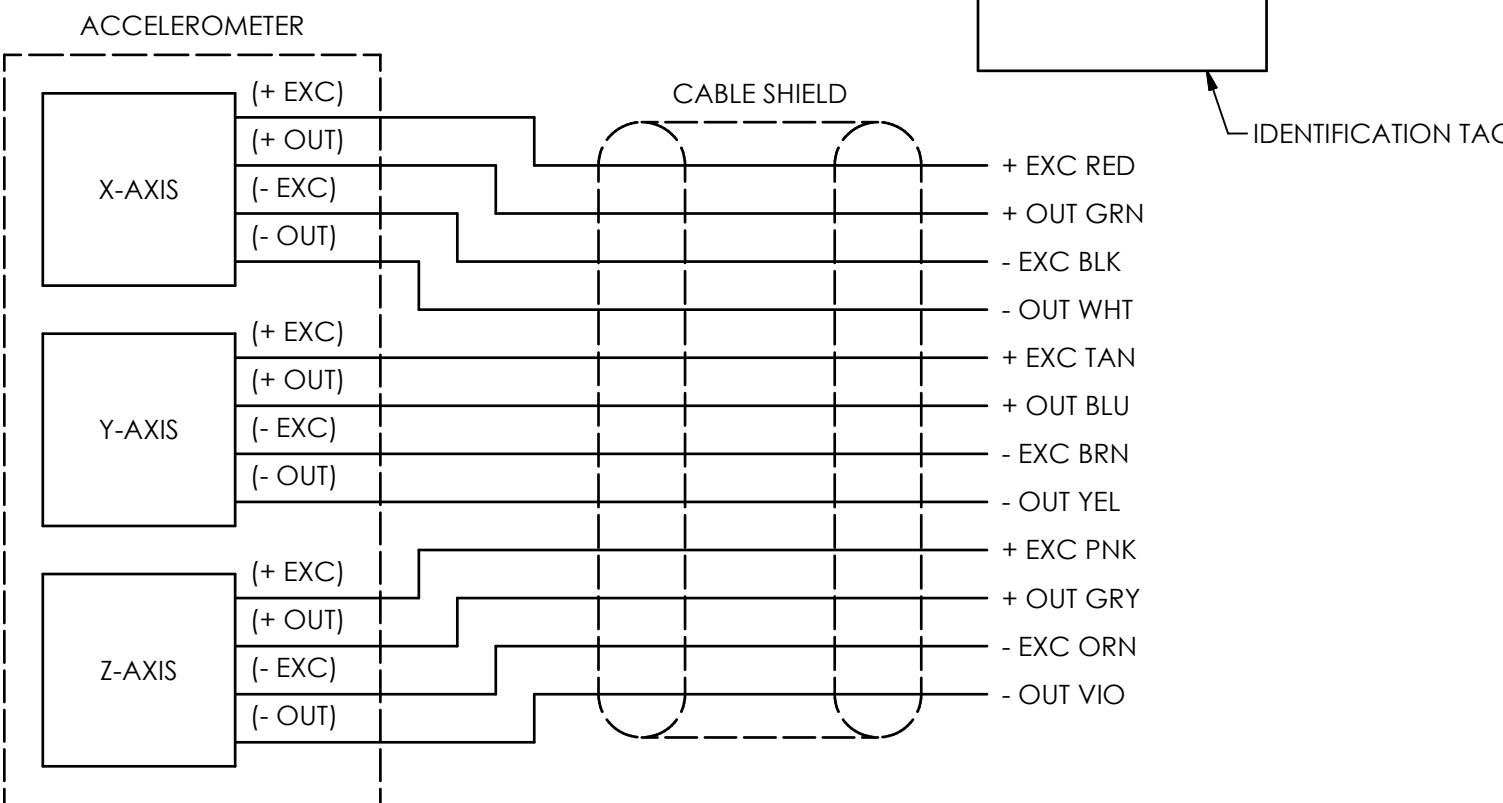 ACCELEROMETER
CABLE SHIELD
IDENTIFICATION
X-AXIS
(+ EXC)
(+ OUT)
(- EXC)
(- OUT)
+ EXC RED
+ OUT GRN
- EXC BLK
- OUT WHT
Y-AXIS
(+ EXC)
(+ OUT)
(- EXC)
(- OUT)
+ EXC TAN
+ OUT BLU
- EXC BRN
- OUT YEL
Z-AXIS
(+ EXC)
(+ OUT)
(- EXC)
(- OUT)
+ EXC PNK
+ OUT GRY
- EXC ORN
- OUT VIO